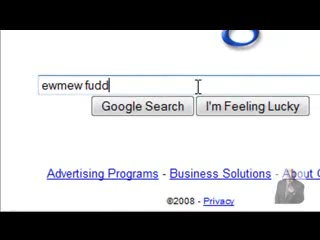 ewmew fudd
Google Search I'm Feeling Lucky
Advertising Programs - Business Solutions - About
©2008 - Privacy